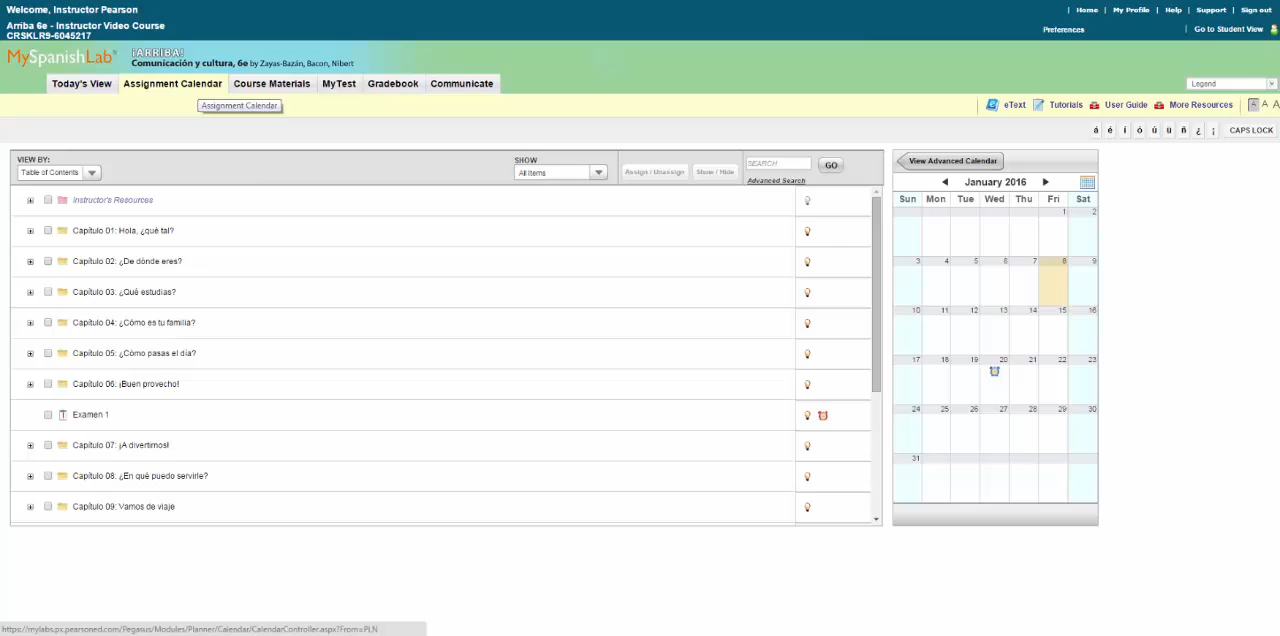 Welcome, Instructor Pearson
| Home | My Profile | Help | Support | Sign out
Arriba 6e - Instructor Video Course
CRSKLR9-6045217
Preferences
| Go to Student View
MySpanishLab®
¡ARRIBA!
Comunicación y cultura, 6e by Zayas-Bazán, Bacon, Nibert
Today's View
Assignment Calendar
Course Materials
MyTest
Gradebook
Communicate
Legend
Assignment Calendar
eText
Tutorials
User Guide
More Resources
A A A
á é í ó ú ü ñ ¿ ¡ CAPS LOCK
VIEW BY:
Table of Contents
SHOW
All Items
Assign / Unassign
Show / Hide
SEARCH
GO
Advanced Search
Instructor's Resources
Capítulo 01: Hola, ¿qué tal?
Capítulo 02: ¿De dónde eres?
Capítulo 03: ¿Qué estudias?
Capítulo 04: ¿Cómo es tu familia?
Capítulo 05: ¿Cómo pasas el día?
Capítulo 06: ¡Buen provecho!
Examen 1
Capítulo 07: ¡A divertirnos!
Capítulo 08: ¿En qué puedo servirle?
Capítulo 09: Vamos de viaje
View Advanced Calendar
January 2016
Sun Mon Tue Wed Thu Fri Sat
1 2
3 4 5 6 7 8 9
10 11 12 13 14 15 16
17 18 19 20 21 22 23
24 25 26 27 28 29 30
31
https://mylabs.px.pearsoned.com/Pegasus/Modules/Planner/Calendar/CalendarController.aspx?From=PLN